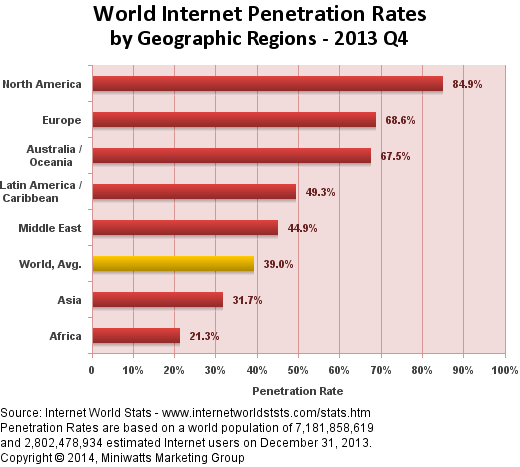 World Internet Penetration Rates
by Geographic Regions - 2013 Q4
North America
84.9%
Europe
68.6%
Australia /
Oceania
67.5%
Latin America /
Caribbean
49.3%
Middle East
44.9%
World, Avg.
39.0%
Asia
31.7%
Africa
21.3%
0 10% 20% 30% 40% 50% 60% 70% 80% 90% 100%
Penetration Rate
Source: Internet World Stats - www.internetworldststs.com/stats.htm
Penetration Rates are based on a world population of 7,181,858,619
and 2,802,478,934 estimated Internet users on December 31, 2013.
Copyright © 2014, Miniwatts Marketing Group